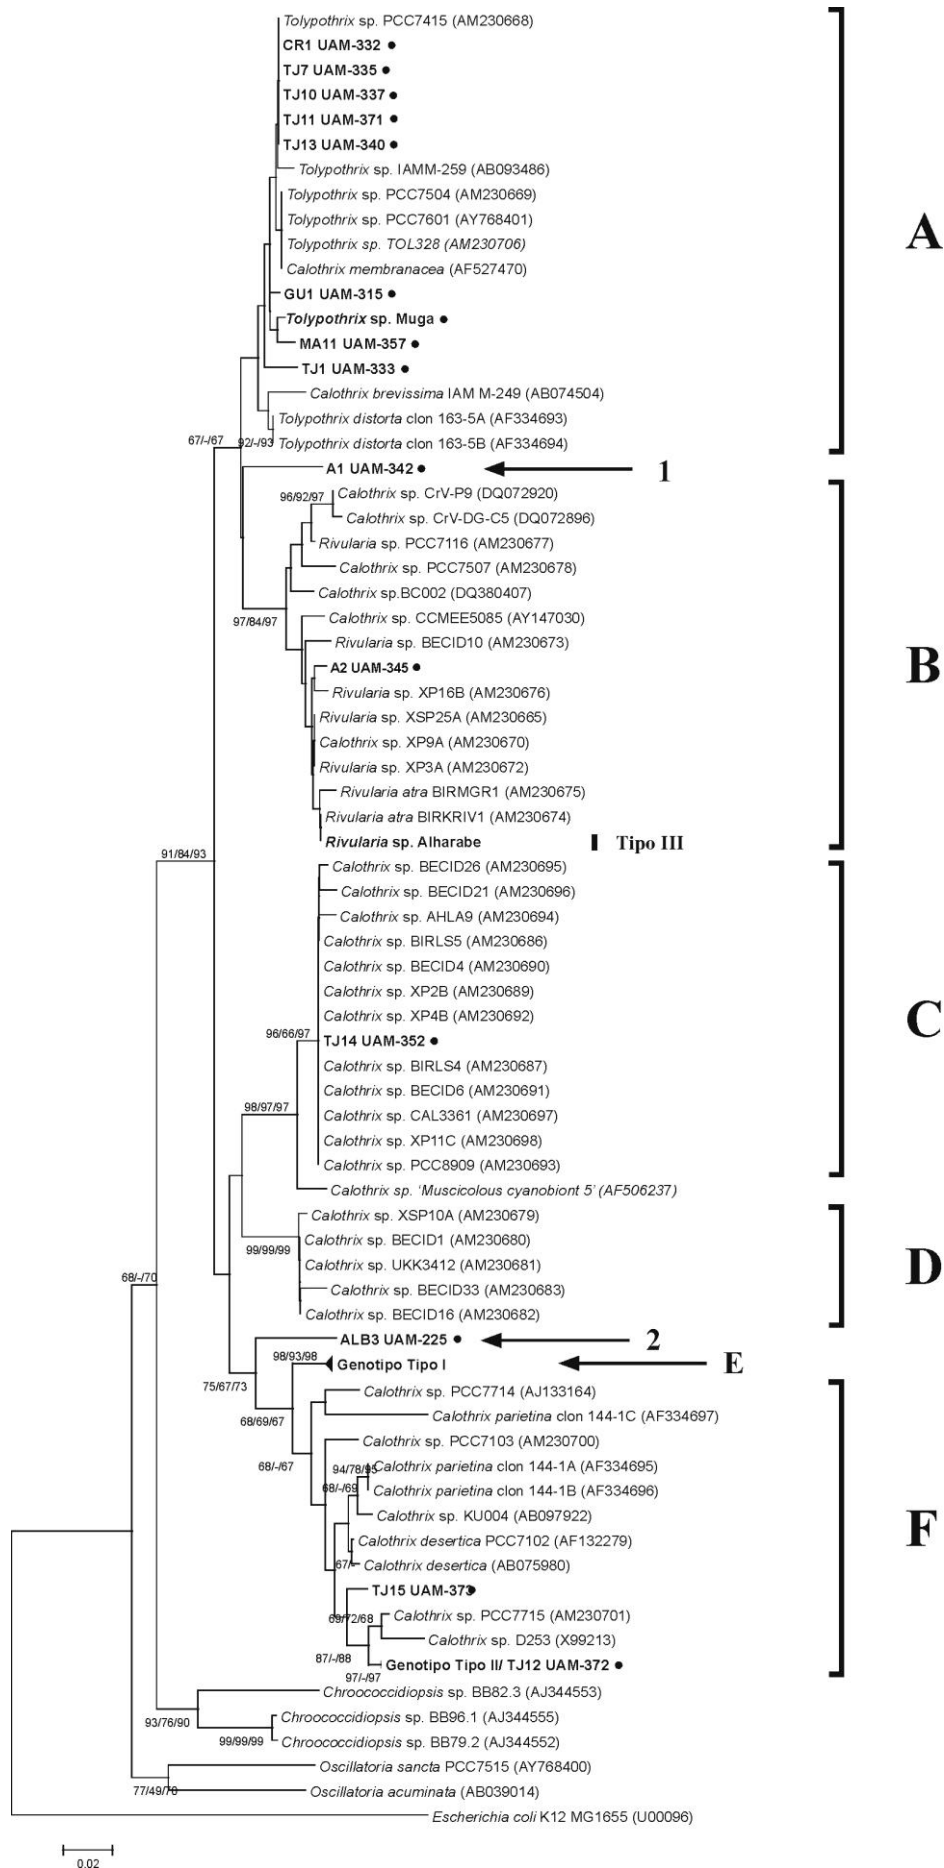 Tolypothrix sp. PCC7415 (AM230668)
CR1 UAM-332
TJ7 UAM-335
TJ10 UAM-337
TJ11 UAM-371
TJ13 UAM-340
Tolypothrix sp. IAMM-259 (AB093486)
Tolypothrix sp. PCC7504 (AM230669)
Tolypothrix sp. PCC7601 (AY768401)
A
Tolypothrix sp. TOL328 (AM230706)
Calothrix membranacea (AF527470)
GU1 UAM-315
Tolypothrix sp. Muga
MA11 UAM-357
TJ1 UAM-333
Calothrix brevissima IAM M-249 (AB074504)
Tolypothrix distorta clon 163-5A (AF334693)
67/-/67 92/-/93 Tolypothrix distorta clon 163-5B (AF334694)
A1 UAM-342 1
96/92/97 Calothrix sp. CrV-P9 (DQ072920)
Calothrix sp. CrV-DG-C5 (DQ072896)
Rivularia sp. PCC7116 (AM230677)
Calothrix sp. PCC7507 (AM230678)
Calothrix sp.BC002 (DQ380407)
97/84/97 Calothrix sp. CCMEE5085 (AY147030)
Rivularia sp. BECID10 (AM230673)
A2 UAM-345 B
Rivularia sp. XP16B (AM230676)
Rivularia sp. XSP25A (AM230665)
Calothrix sp. XP9A (AM230670)
Rivularia sp. XP3A (AM230672)
Rivularia atra BIRMGR1 (AM230675)
Rivularia atra BIRKRIV1 (AM230674)
Rivularia sp. Alharabe Tipo III
91/84/93
Calothrix sp. BECID26 (AM230695)
Calothrix sp. BECID21 (AM230696)
Calothrix sp. AHLA9 (AM230694)
Calothrix sp. BIRLS5 (AM230686)
Calothrix sp. BECID4 (AM230690)
Calothrix sp. XP2B (AM230689)
Calothrix sp. XP4B (AM230692) C
96/66/97
TJ14 UAM-352
Calothrix sp. BIRLS4 (AM230687)
Calothrix sp. BECID6 (AM230691)
98/97/97 Calothrix sp. CAL3361 (AM230697)
Calothrix sp. XP11C (AM230698)
Calothrix sp. PCC8909 (AM230693)
Calothrix sp. 'Muscicolous cyanobiont 5' (AF506237)
Calothrix sp. XSP10A (AM230679)
99/99/99 Calothrix sp. BECID1 (AM230680)
Calothrix sp. UKK3412 (AM230681) D
68/-/70
Calothrix sp. BECID33 (AM230683)
Calothrix sp. BECID16 (AM230682)
ALB3 UAM-225 2
98/93/98
Genotipo Tipo I E
75/67/73
Calothrix sp. PCC7714 (AJ133164)
68/69/67 Calothrix parietina clon 144-1C (AF334697)
Calothrix sp. PCC7103 (AM230700)
68/-/67 94/78/95 Calothrix parietina clon 144-1A (AF334695)
68/-/69 Calothrix parietina clon 144-1B (AF334696)
Calothrix sp. KU004 (AB097922)
F
Calothrix desertica PCC7102 (AF132279)
67/- Calothrix desertica (AB075980)
TJ15 UAM-373
69/72/68 Calothrix sp. PCC7715 (AM230701)
Calothrix sp. D253 (X99213)
87/-/88
Genotipo Tipo II/ TJ12 UAM-372
97/-/97
Chroococcidiopsis sp. BB82.3 (AJ344553)
93/76/90 Chroococcidiopsis sp. BB96.1 (AJ344555)
99/99/99 Chroococcidiopsis sp. BB79.2 (AJ344552)
Oscillatoria sancta PCC7515 (AY768400)
77/49/70 Oscillatoria acuminata (AB039014)
Escherichia coli K12 MG1655 (U00096)
0.02